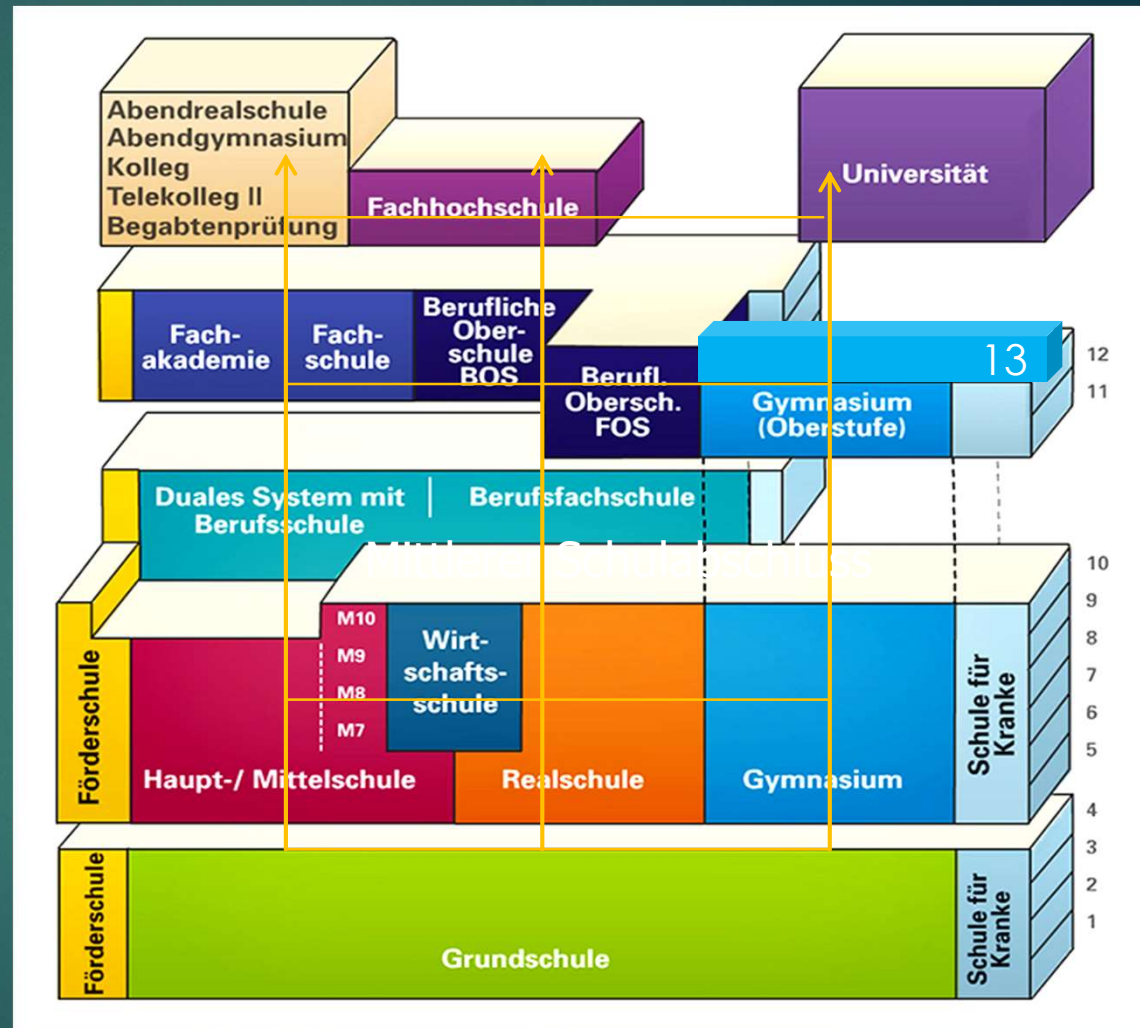 Abendrealschule
Abendgymnasium
Kolleg
Telekolleg II
Begabtenprüfung
Fachhochschule
Universität
Fach-
akademie
Fach-
schule
Berufliche
Ober-
schule
BOS
Berufl.
Obersch.
FOS
13
Gymnasium
(Oberstufe)
12
11
Duales System mit
Berufsschule
Berufsfachschule
Mittlerer Schulabschluss
10
9
8
7
6
5
Förderschule
M10
M9
M8
M7
Wirt-
schafts-
schule
Haupt-/ Mittelschule
Realschule
Gymnasium
Schule für
Kranke
4
3
2
1
Förderschule
Grundschule
Schule für
Kranke